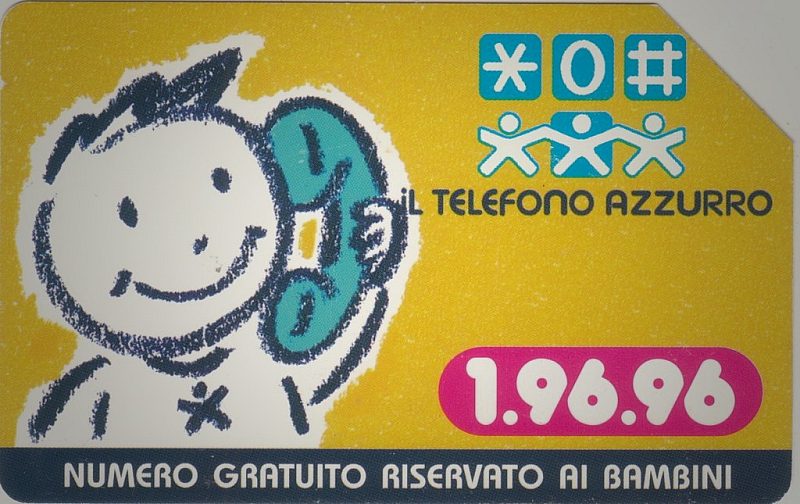 * 0 #
iL TELEFONO AZZURRO
1.96.96
NUMERO GRATUITO RISERVATO AI BAMBINI